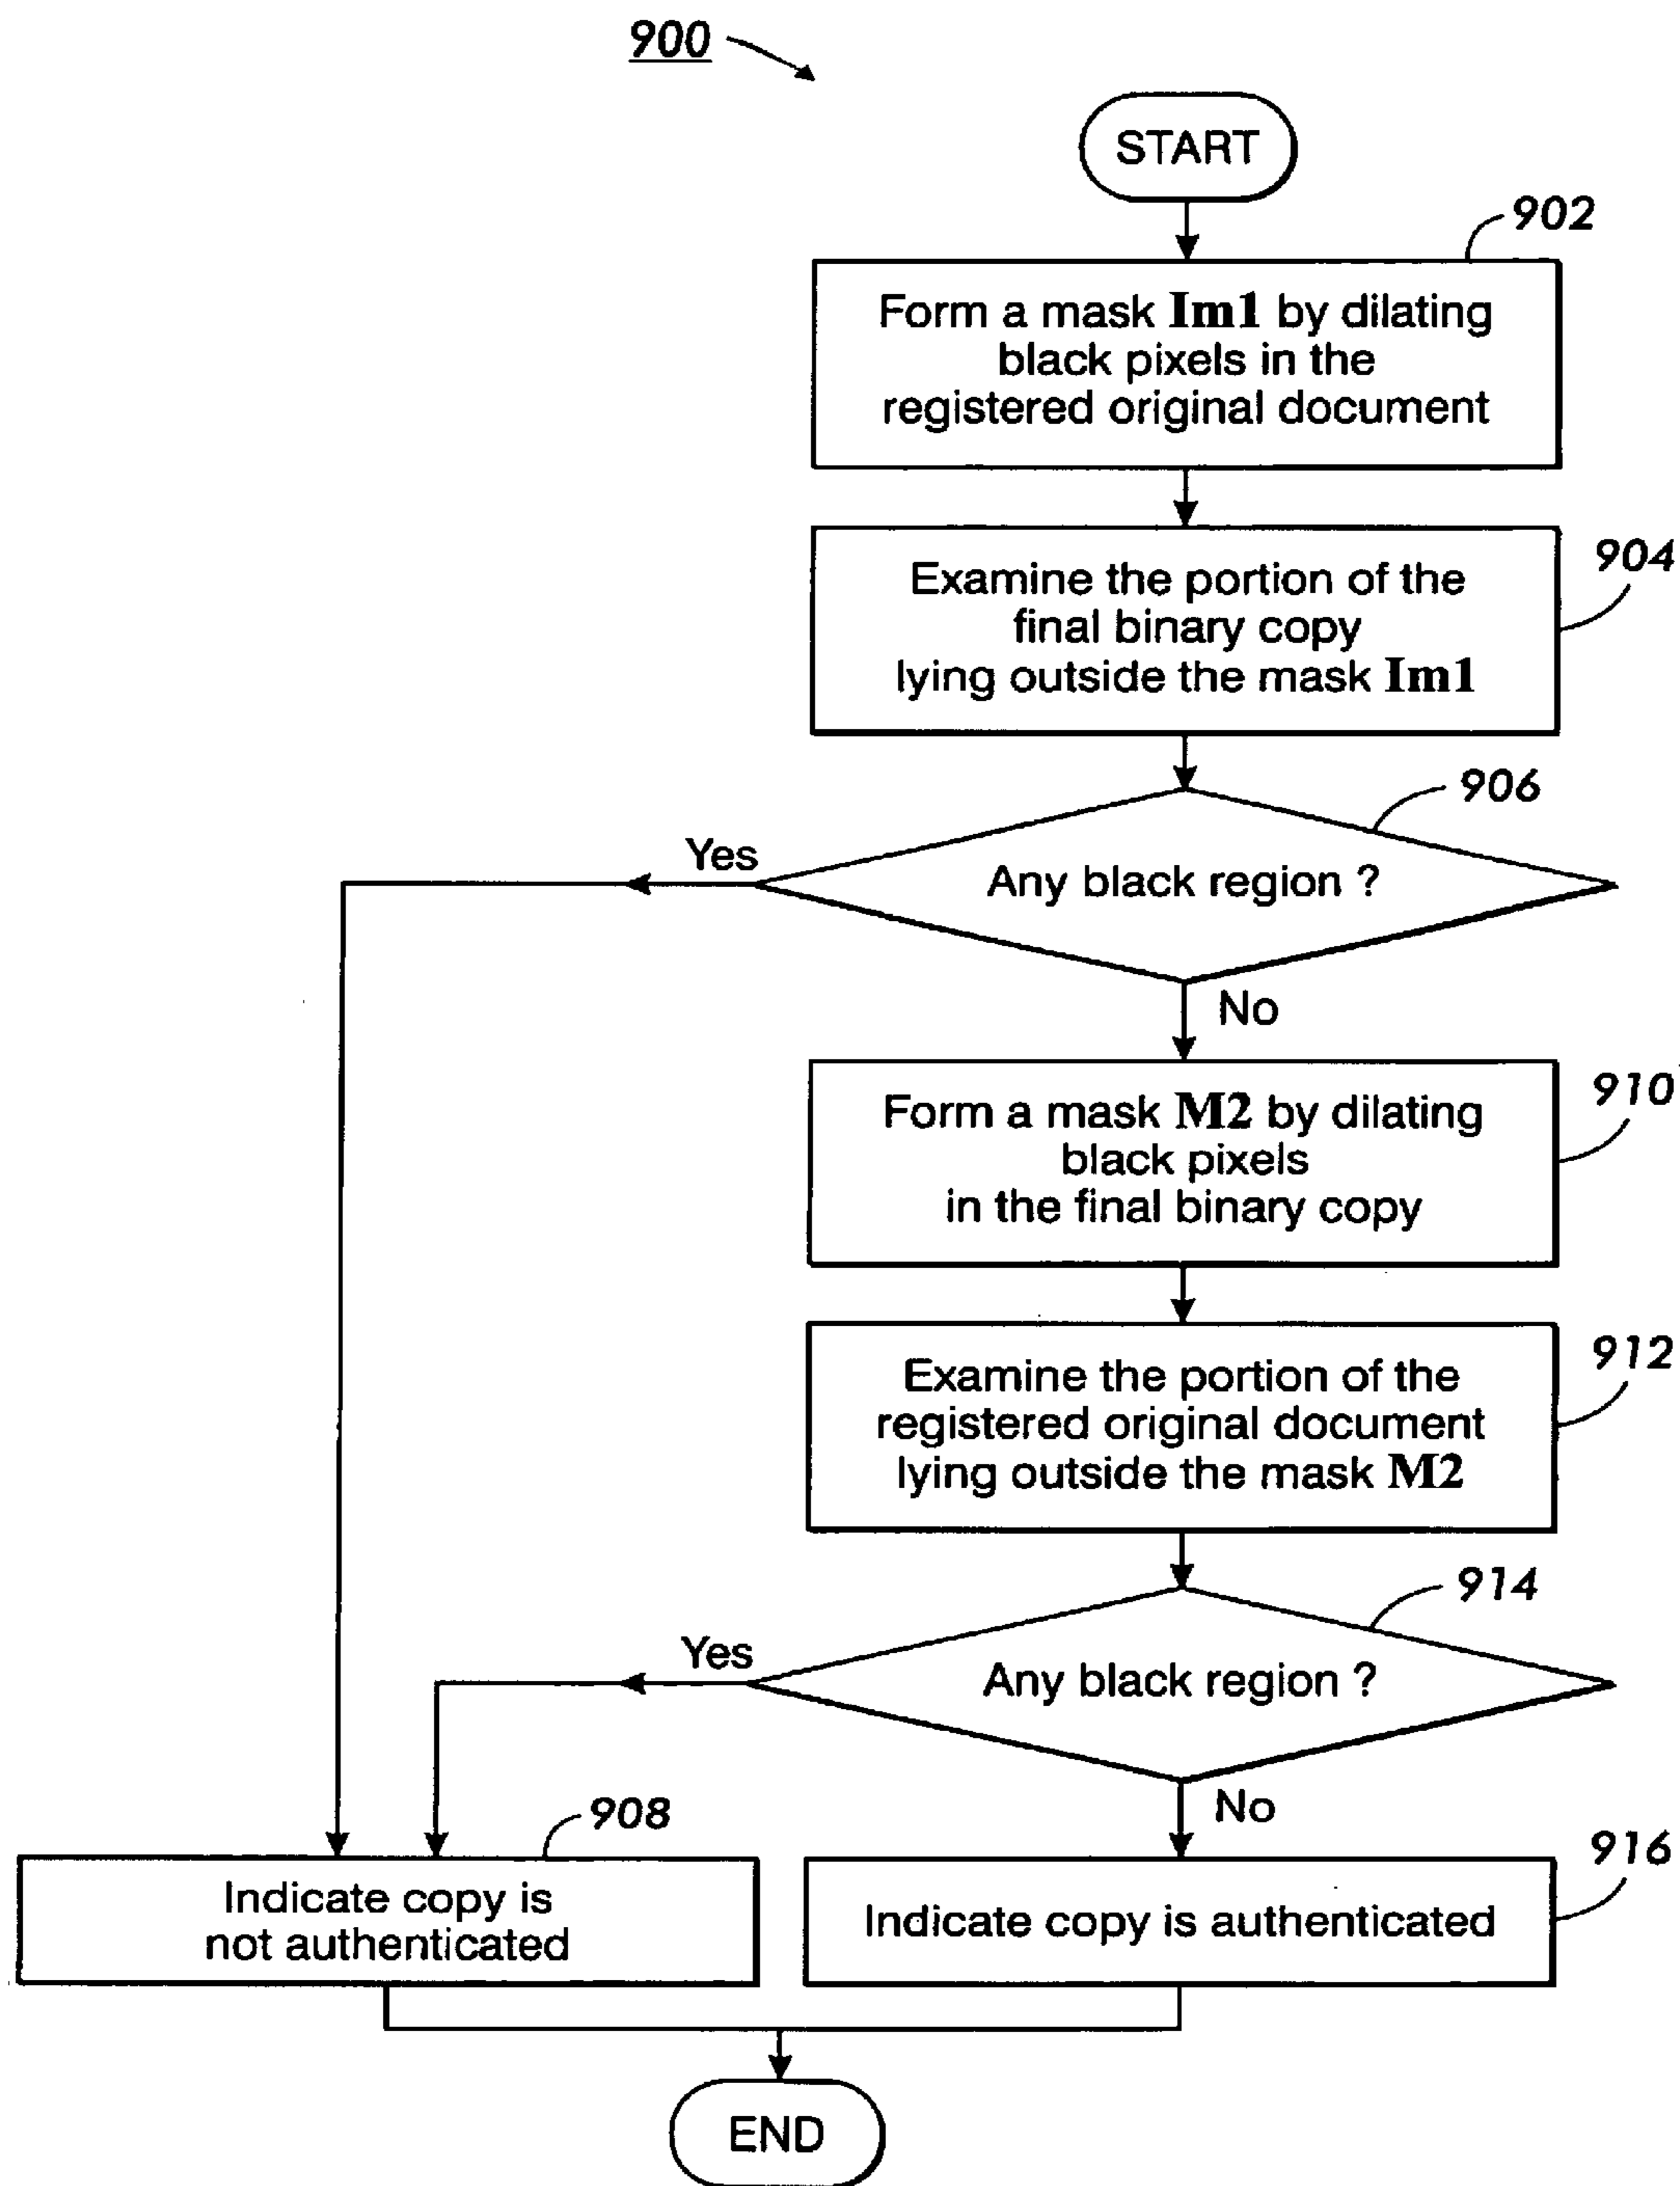 900
START
902
Form a mask Im1 by dilating
black pixels in the
registered original document
904
Examine the portion of the
final binary copy
lying outside the mask Im1
906
Yes
Any black region ?
No
910
Form a mask M2 by dilating
black pixels
in the final binary copy
912
Examine the portion of the
registered original document
lying outside the mask M2
914
Yes
Any black region ?
No
908
Indicate copy is
not authenticated
916
Indicate copy is authenticated
END